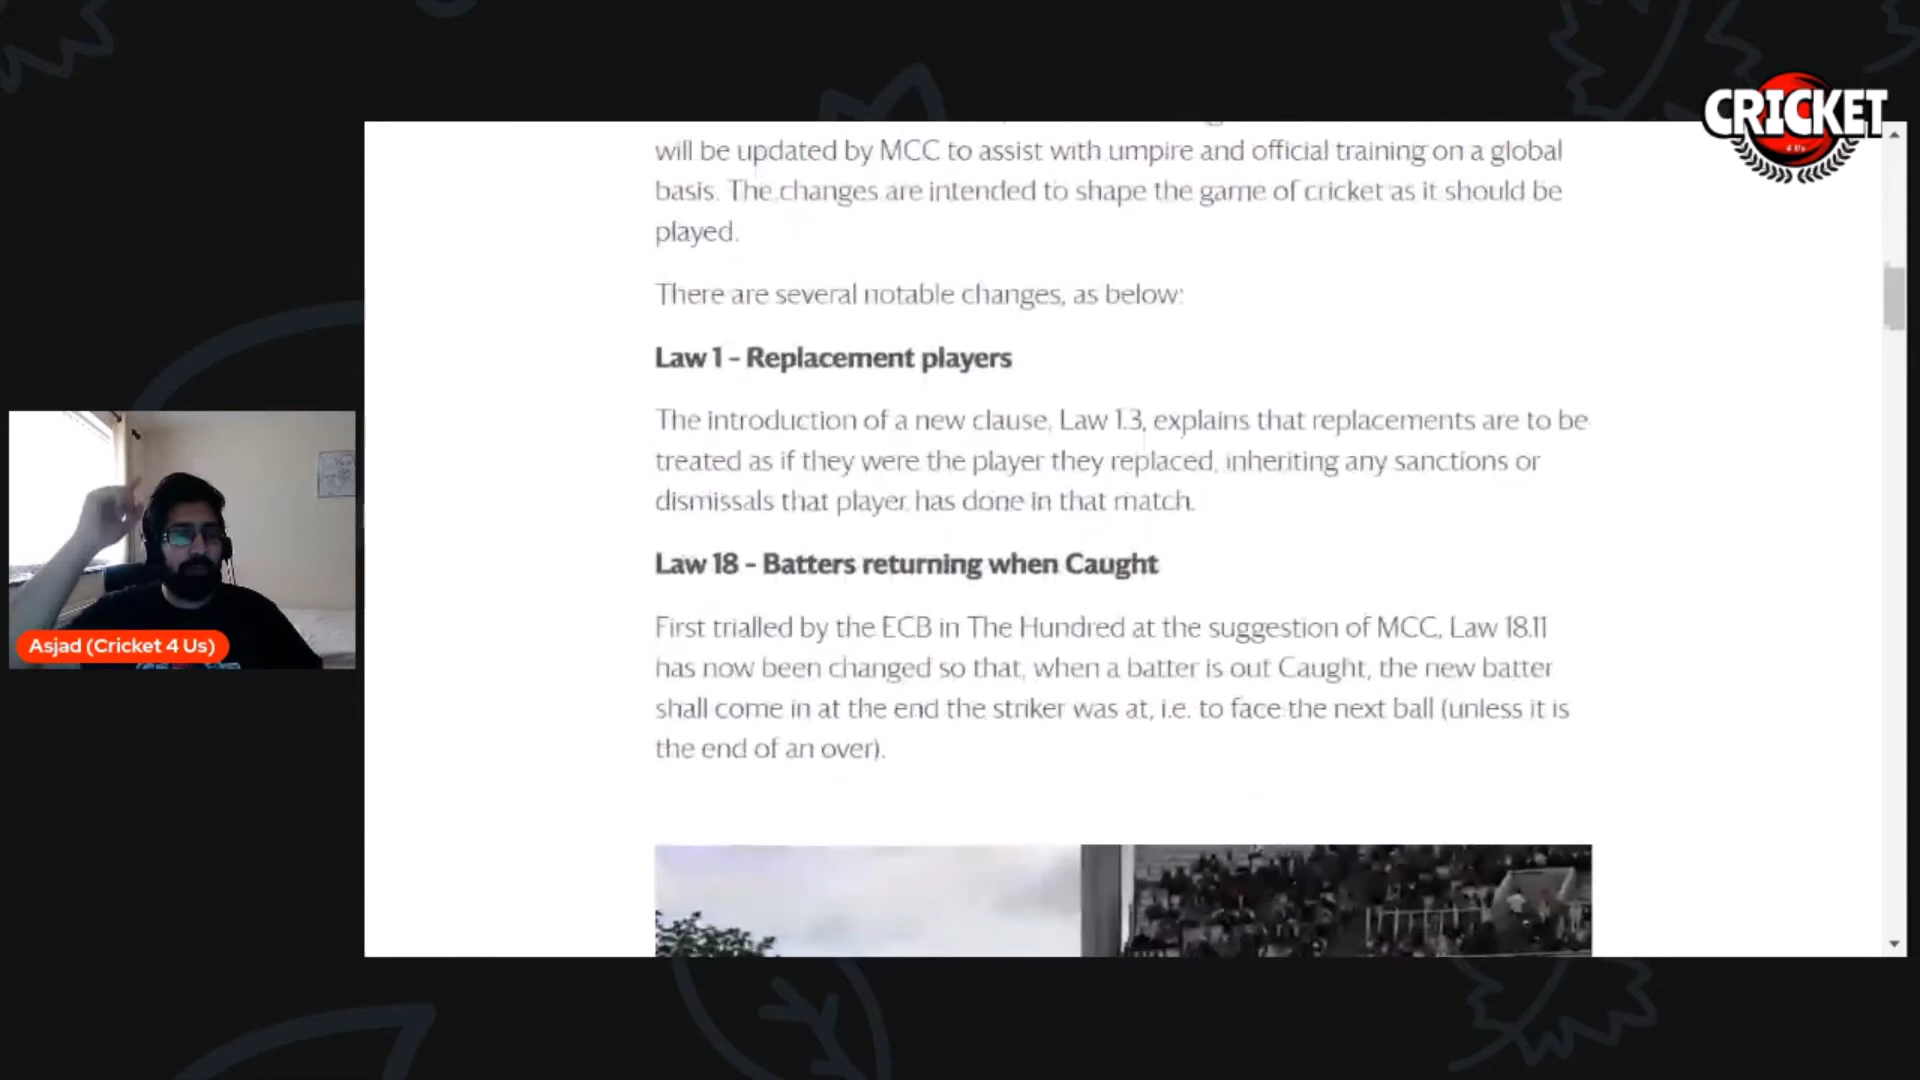 CRICKET
4 Us
will be updated by MCC to assist with umpire and official training on a global
basis. The changes are intended to shape the game of cricket as it should be
played.
There are several notable changes, as below:
Law 1 - Replacement players
The introduction of a new clause, Law 1.3, explains that replacements are to be
treated as if they were the player they replaced, inheriting any sanctions or
dismissals that player has done in that match.
Law 18 - Batters returning when Caught
First trialled by the ECB in The Hundred at the suggestion of MCC, Law 18.11
has now been changed so that, when a batter is out Caught, the new batter
shall come in at the end the striker was at, i.e. to face the next ball (unless it is
the end of an over).
Asjad (Cricket 4 Us)